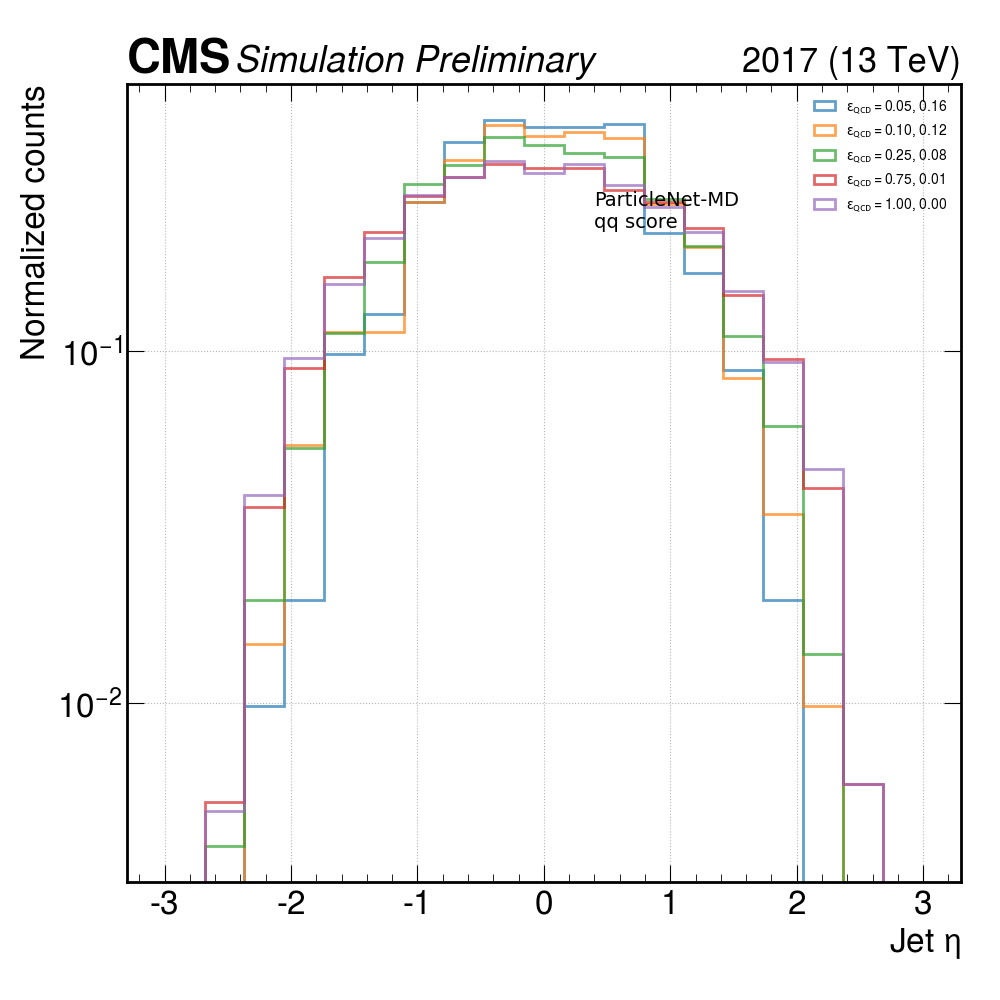 CMS Simulation Preliminary 2017 (13 TeV)
Normalized counts
ε_QCD = 0.05, 0.16
ε_QCD = 0.10, 0.12
ε_QCD = 0.25, 0.08
ε_QCD = 0.75, 0.01
ε_QCD = 1.00, 0.00
ParticleNet-MD
qq score
10⁻¹
10⁻²
-3 -2 -1 0 1 2 3
Jet η